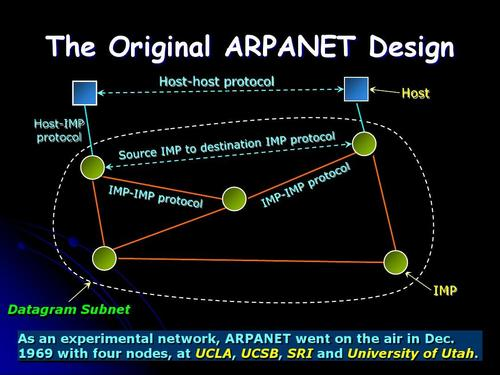 The Original ARPANET Design
Host-host protocol
Host
Host-IMP
protocol
Source IMP to destination IMP protocol
IMP-IMP protocol
IMP-IMP protocol
IMP
Datagram Subnet
As an experimental network, ARPANET went on the air in Dec.
1969 with four nodes, at UCLA, UCSB, SRI and University of Utah.